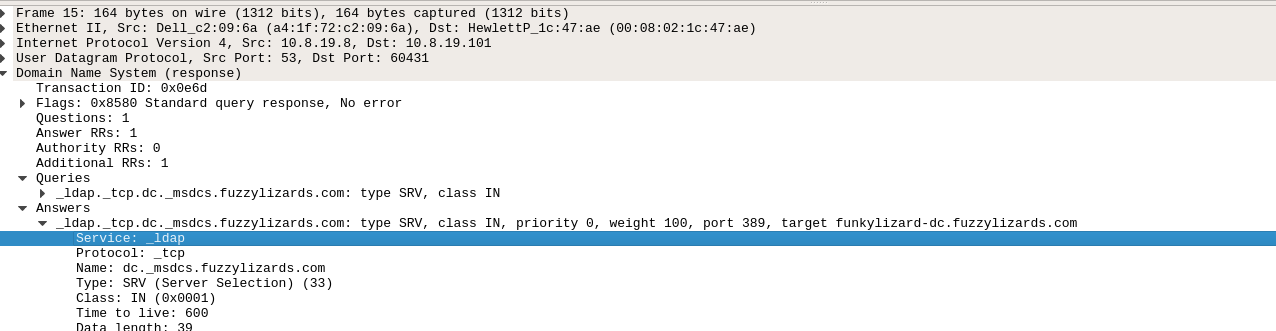 Frame 15: 164 bytes on wire (1312 bits), 164 bytes captured (1312 bits)
Ethernet II, Src: Dell_c2:09:6a (a4:1f:72:c2:09:6a), Dst: HewlettP_1c:47:ae (00:08:02:1c:47:ae)
Internet Protocol Version 4, Src: 10.8.19.8, Dst: 10.8.19.101
User Datagram Protocol, Src Port: 53, Dst Port: 60431
Domain Name System (response)
Transaction ID: 0x0e6d
Flags: 0x8580 Standard query response, No error
Questions: 1
Answer RRs: 1
Authority RRs: 0
Additional RRs: 1
Queries
_ldap._tcp.dc._msdcs.fuzzylizards.com: type SRV, class IN
Answers
_ldap._tcp.dc._msdcs.fuzzylizards.com: type SRV, class IN, priority 0, weight 100, port 389, target funkylizard-dc.fuzzylizards.com
Service: _ldap
Protocol: _tcp
Name: dc._msdcs.fuzzylizards.com
Type: SRV (Server Selection) (33)
Class: IN (0x0001)
Time to live: 600
Data length: 39